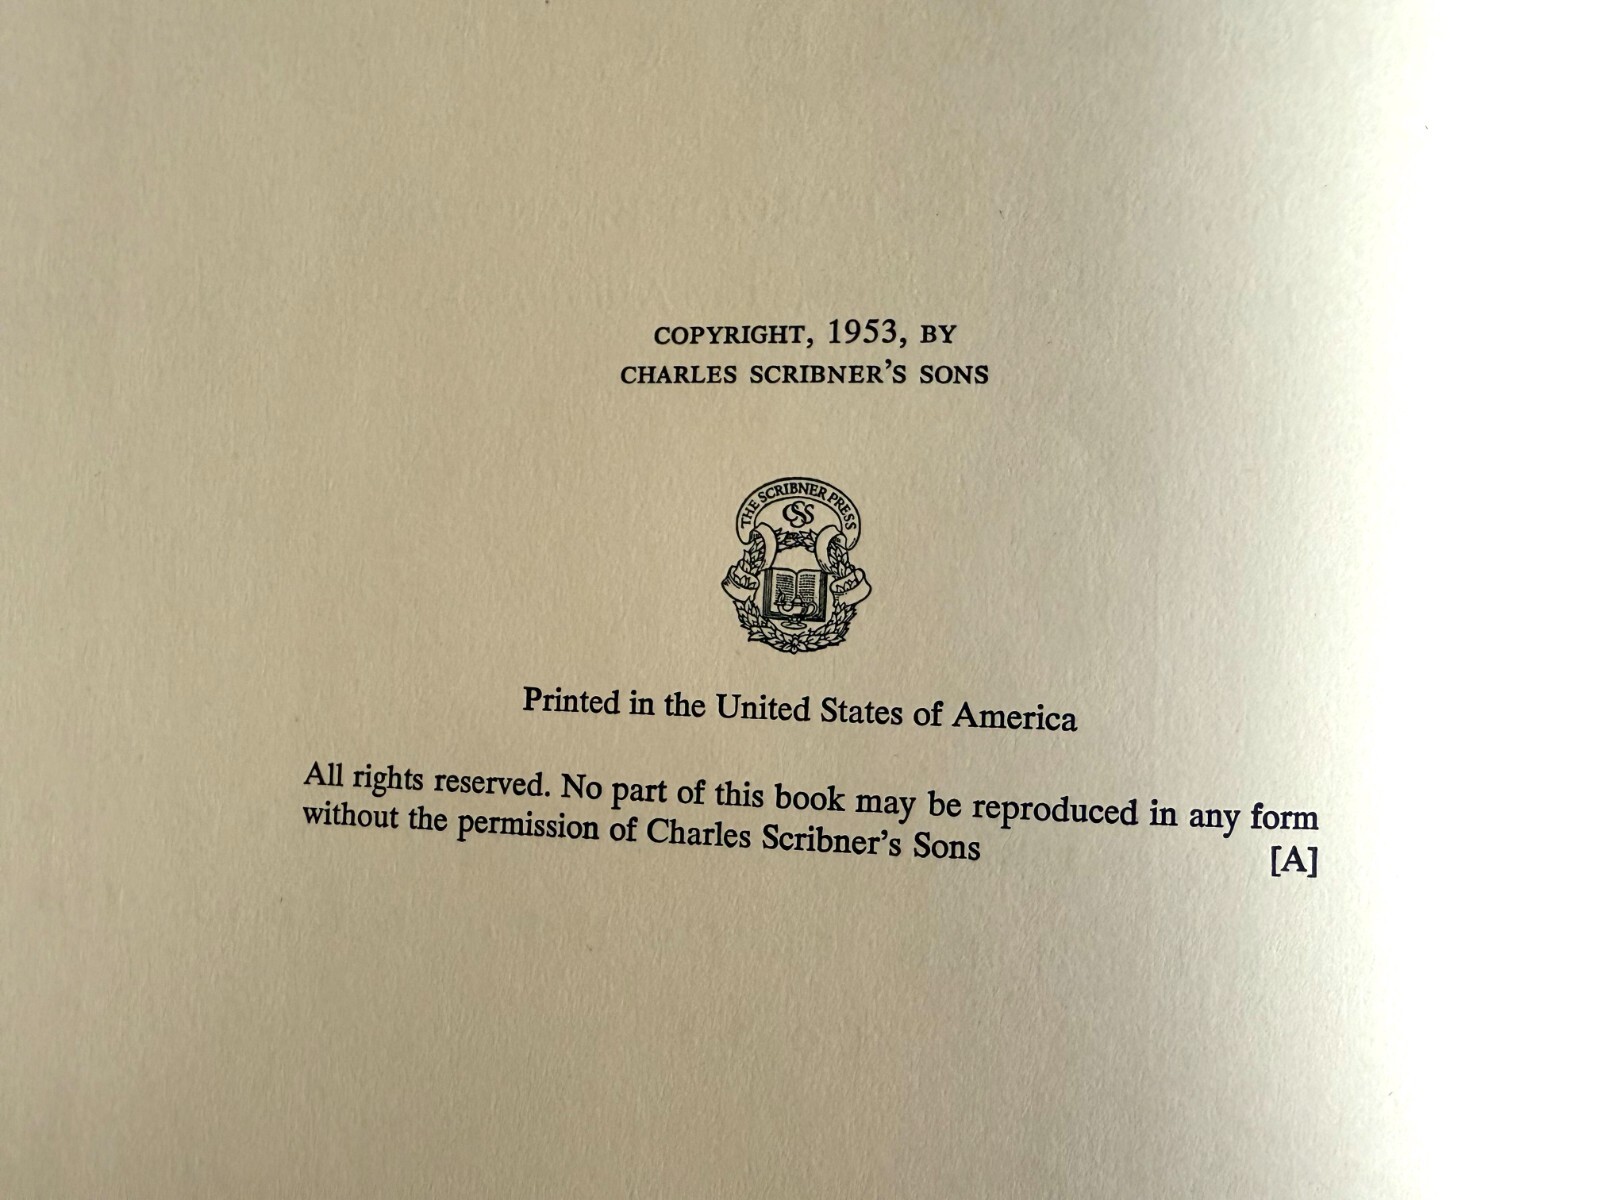 COPYRIGHT, 1953, BY
CHARLES SCRIBNER'S SONS
THE SCRIBNER PRESS
CSS
Printed in the United States of America
All rights reserved. No part of this book may be reproduced in any form
without the permission of Charles Scribner's Sons
[A]